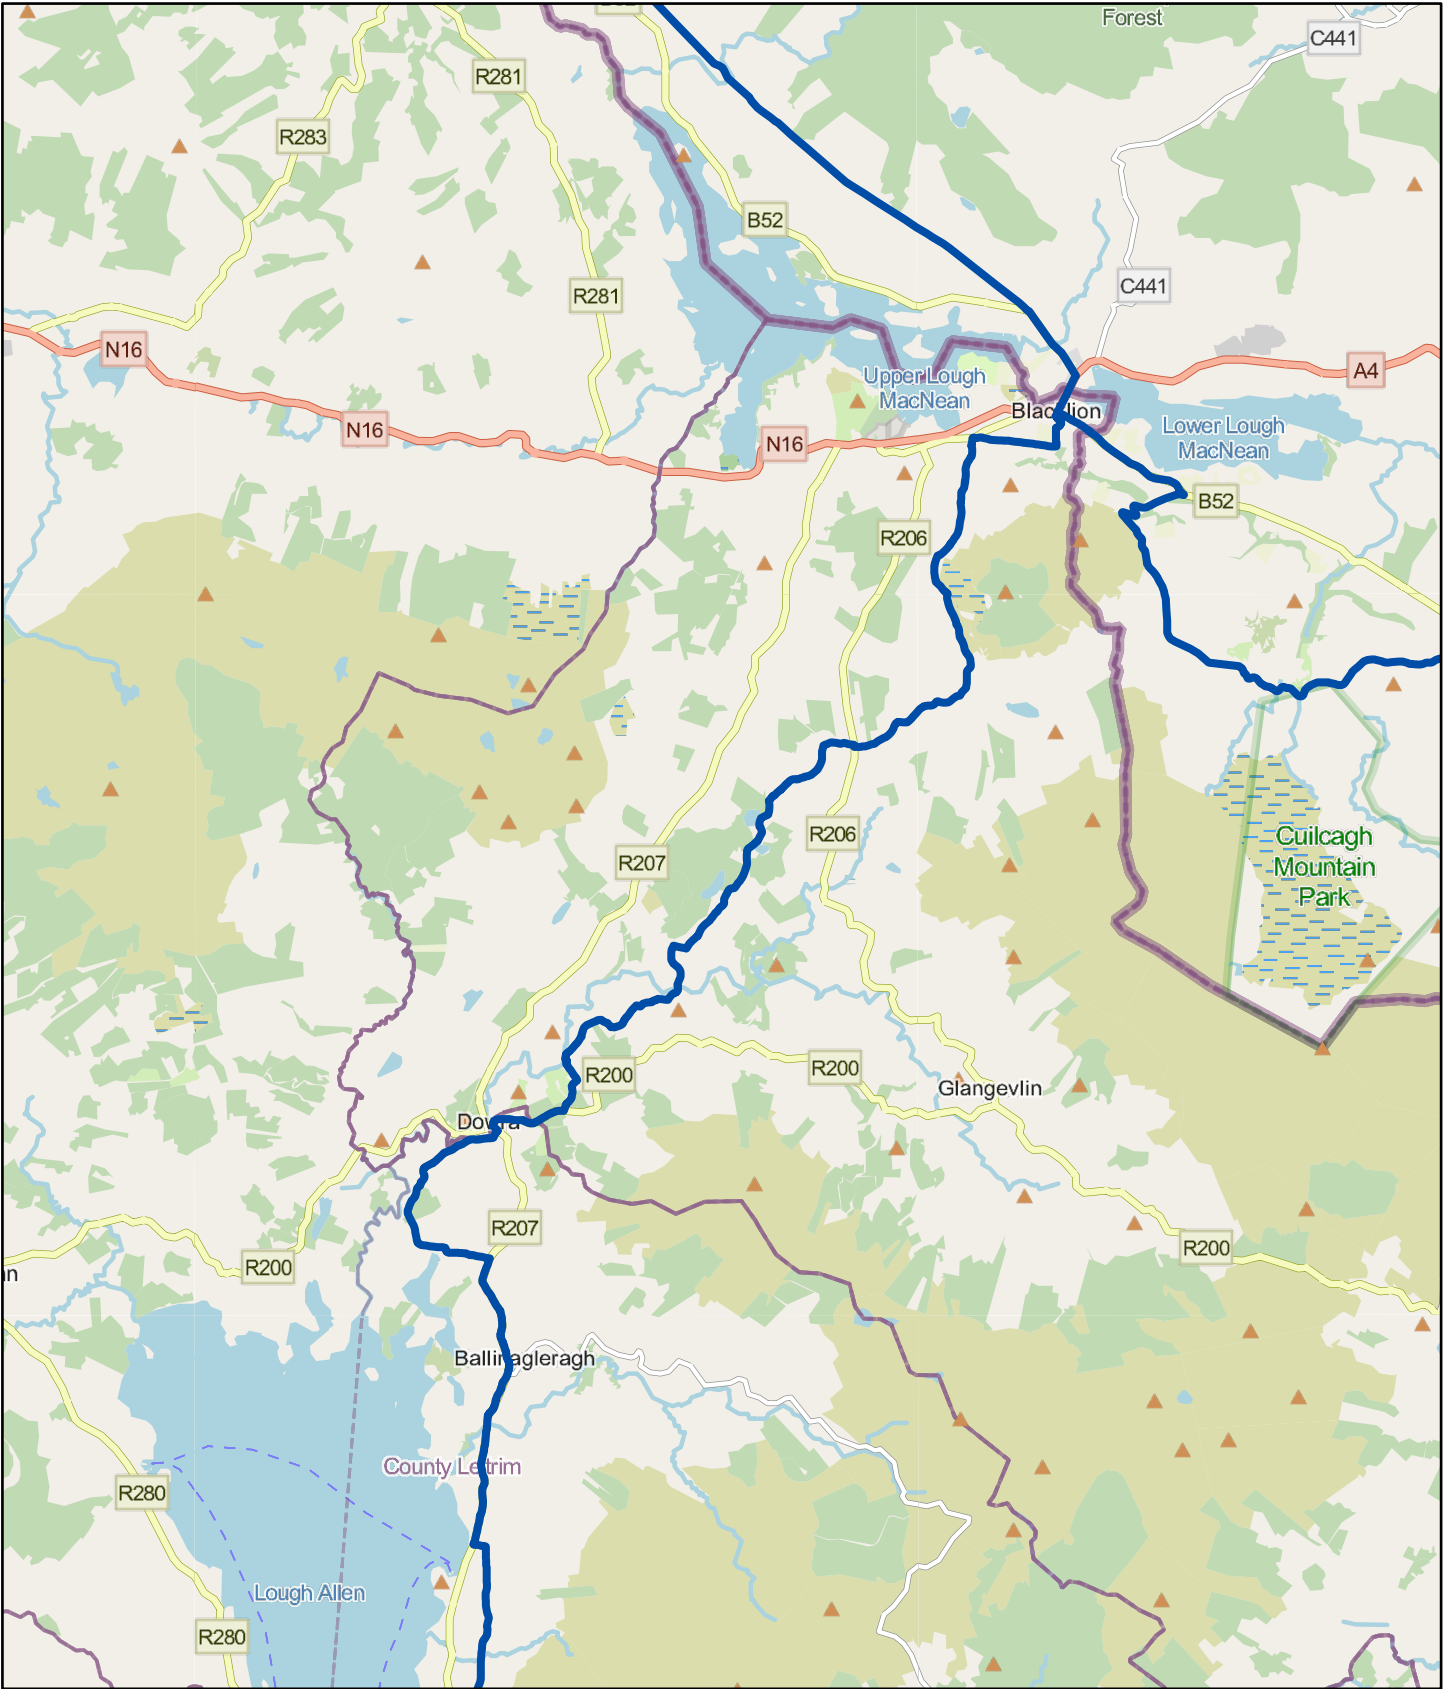 Forest
C441
R281
R283
B52
C441
R281
N16
A4
Upper Lough
MacNean
Blacklion
N16
Lower Lough
MacNean
N16
B52
R206
R206
Cuilcagh
Mountain
Park
R207
R200
R200
Glangevlin
Dowra
R207
R200
R200
Ballinagleragh
County Leitrim
R280
Lough Allen
R280